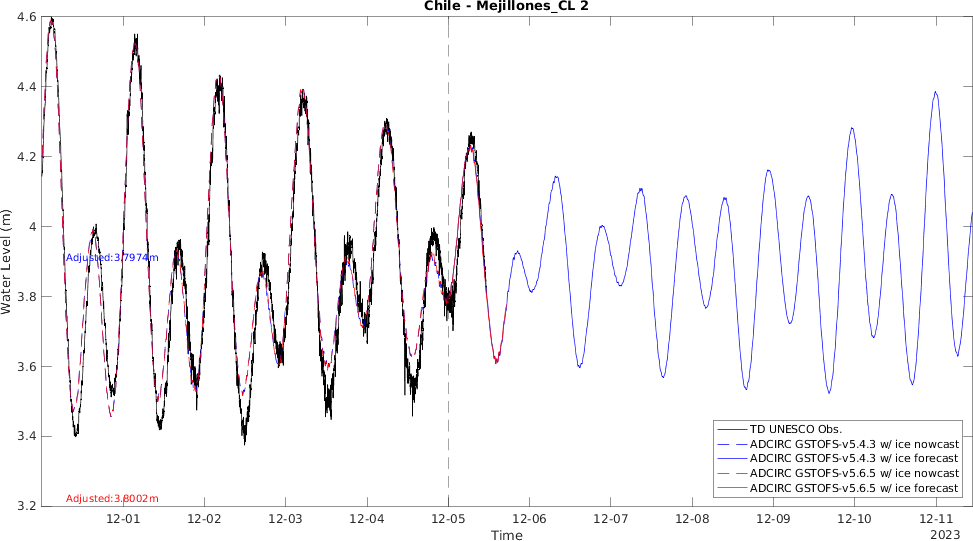 Chile - Mejillones_CL 2
4.6
4.4
4.2
4
3.8
3.6
3.4
3.2
Water Level (m)
Adjusted:3.7974m
Adjusted:3.8002m
TD UNESCO Obs.
ADCIRC GSTOFS-v5.4.3 w/ ice nowcast
ADCIRC GSTOFS-v5.4.3 w/ ice forecast
ADCIRC GSTOFS-v5.6.5 w/ ice nowcast
ADCIRC GSTOFS-v5.6.5 w/ ice forecast
12-01 12-02 12-03 12-04 12-05 12-06 12-07 12-08 12-09 12-10 12-11
Time
2023